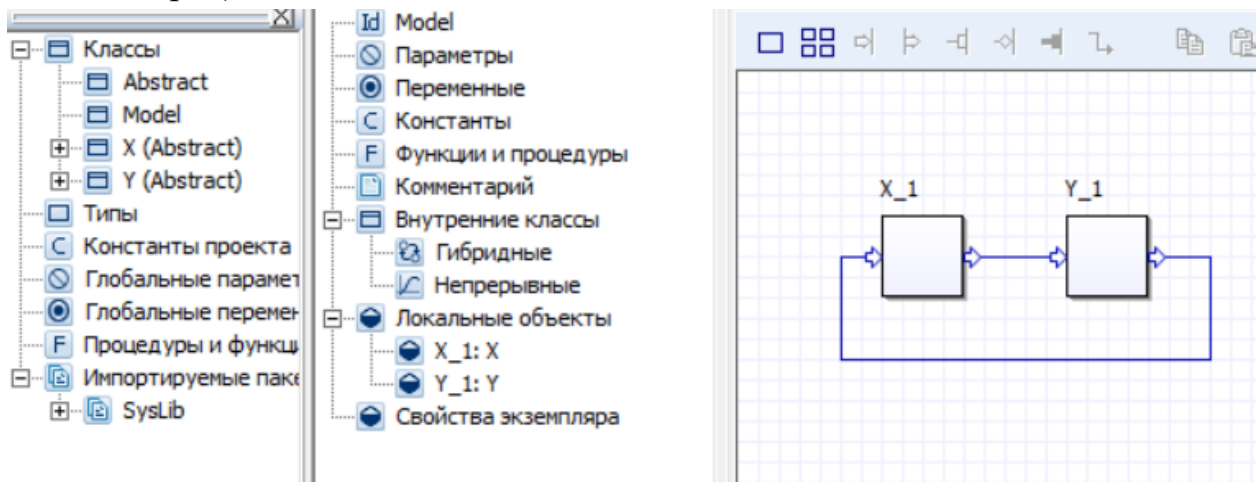 Классы
Abstract
Model
X (Abstract)
Y (Abstract)
Типы
Константы проекта
Глобальные парамет
Глобальные перемен
Процедуры и функци
Импортируемые паке
SysLib
Id Model
Параметры
Переменные
C Константы
F Функции и процедуры
Комментарий
Внутренние классы
Гибридные
Непрерывные
Локальные объекты
X_1: X
Y_1: Y
Свойства экземпляра
X_1 Y_1